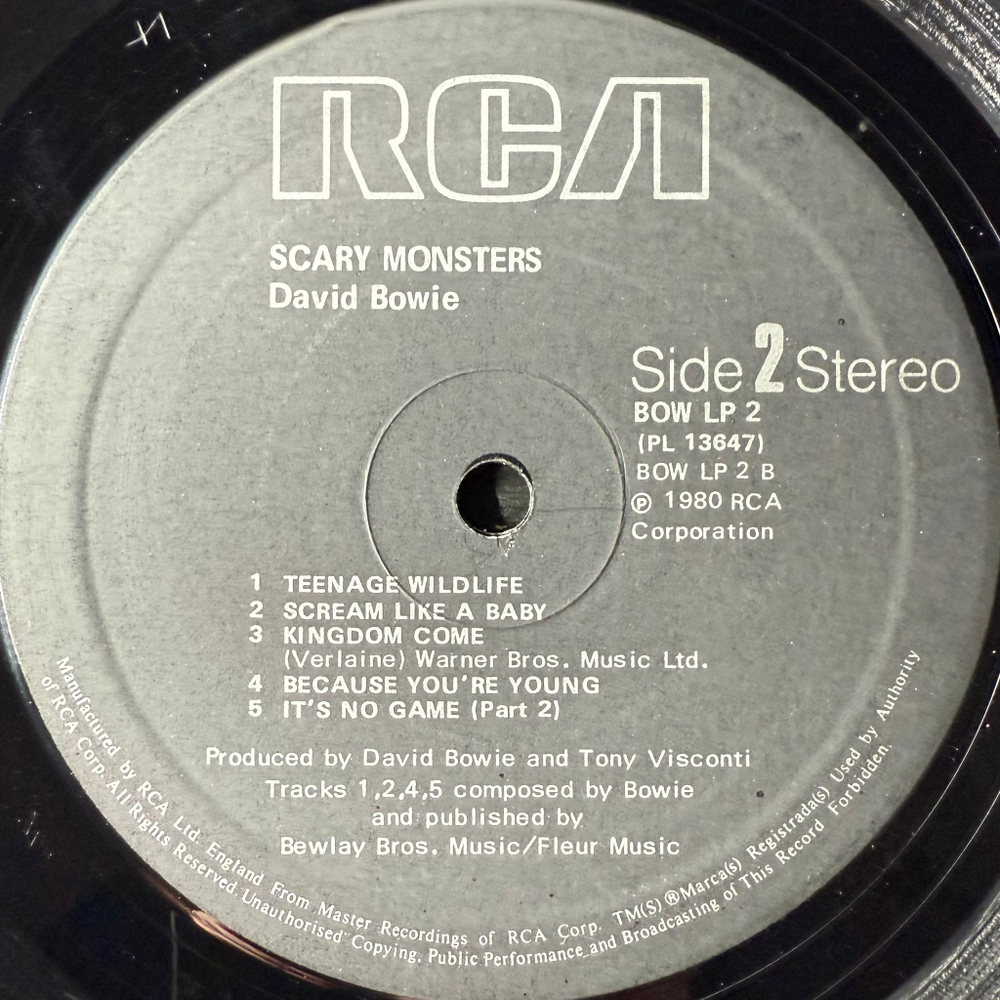 RCA
SCARY MONSTERS
David Bowie
Side 2 Stereo
BOW LP 2
(PL 13647)
BOW LP 2 B
℗ 1980 RCA
Corporation
1 TEENAGE WILDLIFE
2 SCREAM LIKE A BABY
3 KINGDOM COME
(Verlaine) Warner Bros. Music Ltd.
4 BECAUSE YOU'RE YOUNG
5 IT'S NO GAME (Part 2)
Produced by David Bowie and Tony Visconti
Tracks 1,2,4,5 composed by Bowie
and published by
Bewlay Bros. Music/Fleur Music
Manufactured by RCA Ltd. England From Master Recordings of RCA Corp. TM(S) ® Marca(s) Registrada(s) Used by Authority
of RCA Corp. All Rights Reserved. Unauthorised Copying, Public Performance and Broadcasting of This Record Forbidden.